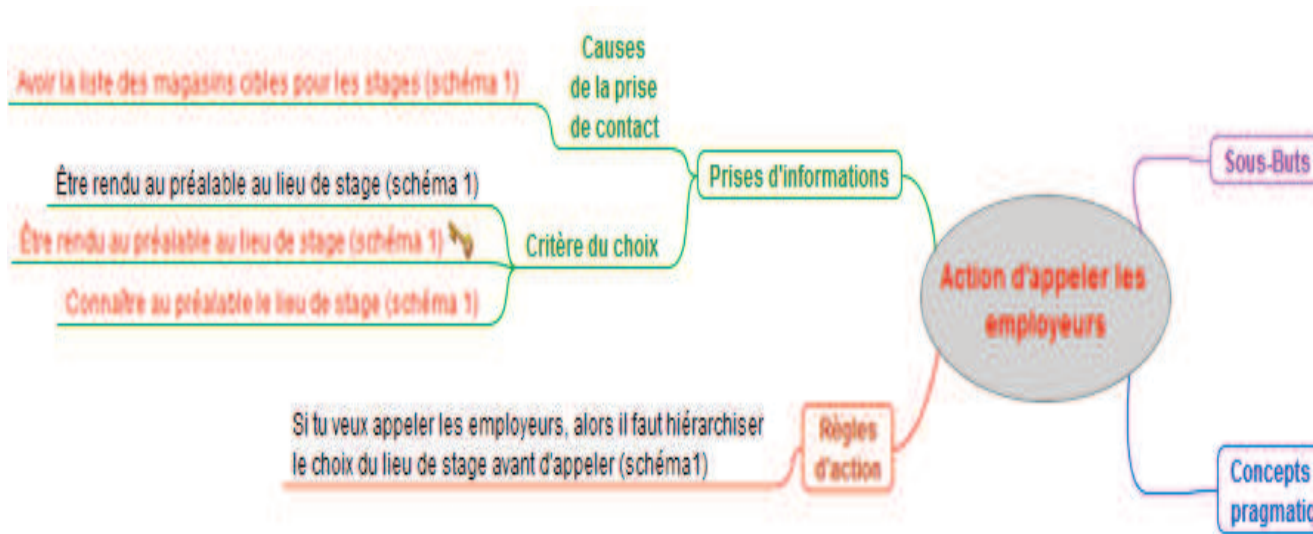 Causes
de la prise
de contact
Avoir la liste des magasins cibles pour les stages (schéma 1)
Prises d'informations
Être rendu au préalable au lieu de stage (schéma 1)
Être rendu au préalable au lieu de stage (schéma 1)
Critère du choix
Connaître au préalable le lieu de stage (schéma 1)
Sous-Buts
Action d'appeler les
employeurs
Si tu veux appeler les employeurs, alors il faut hiérarchiser
le choix du lieu de stage avant d'appeler (schéma1)
Règles
d'action
Concepts
pragmatic